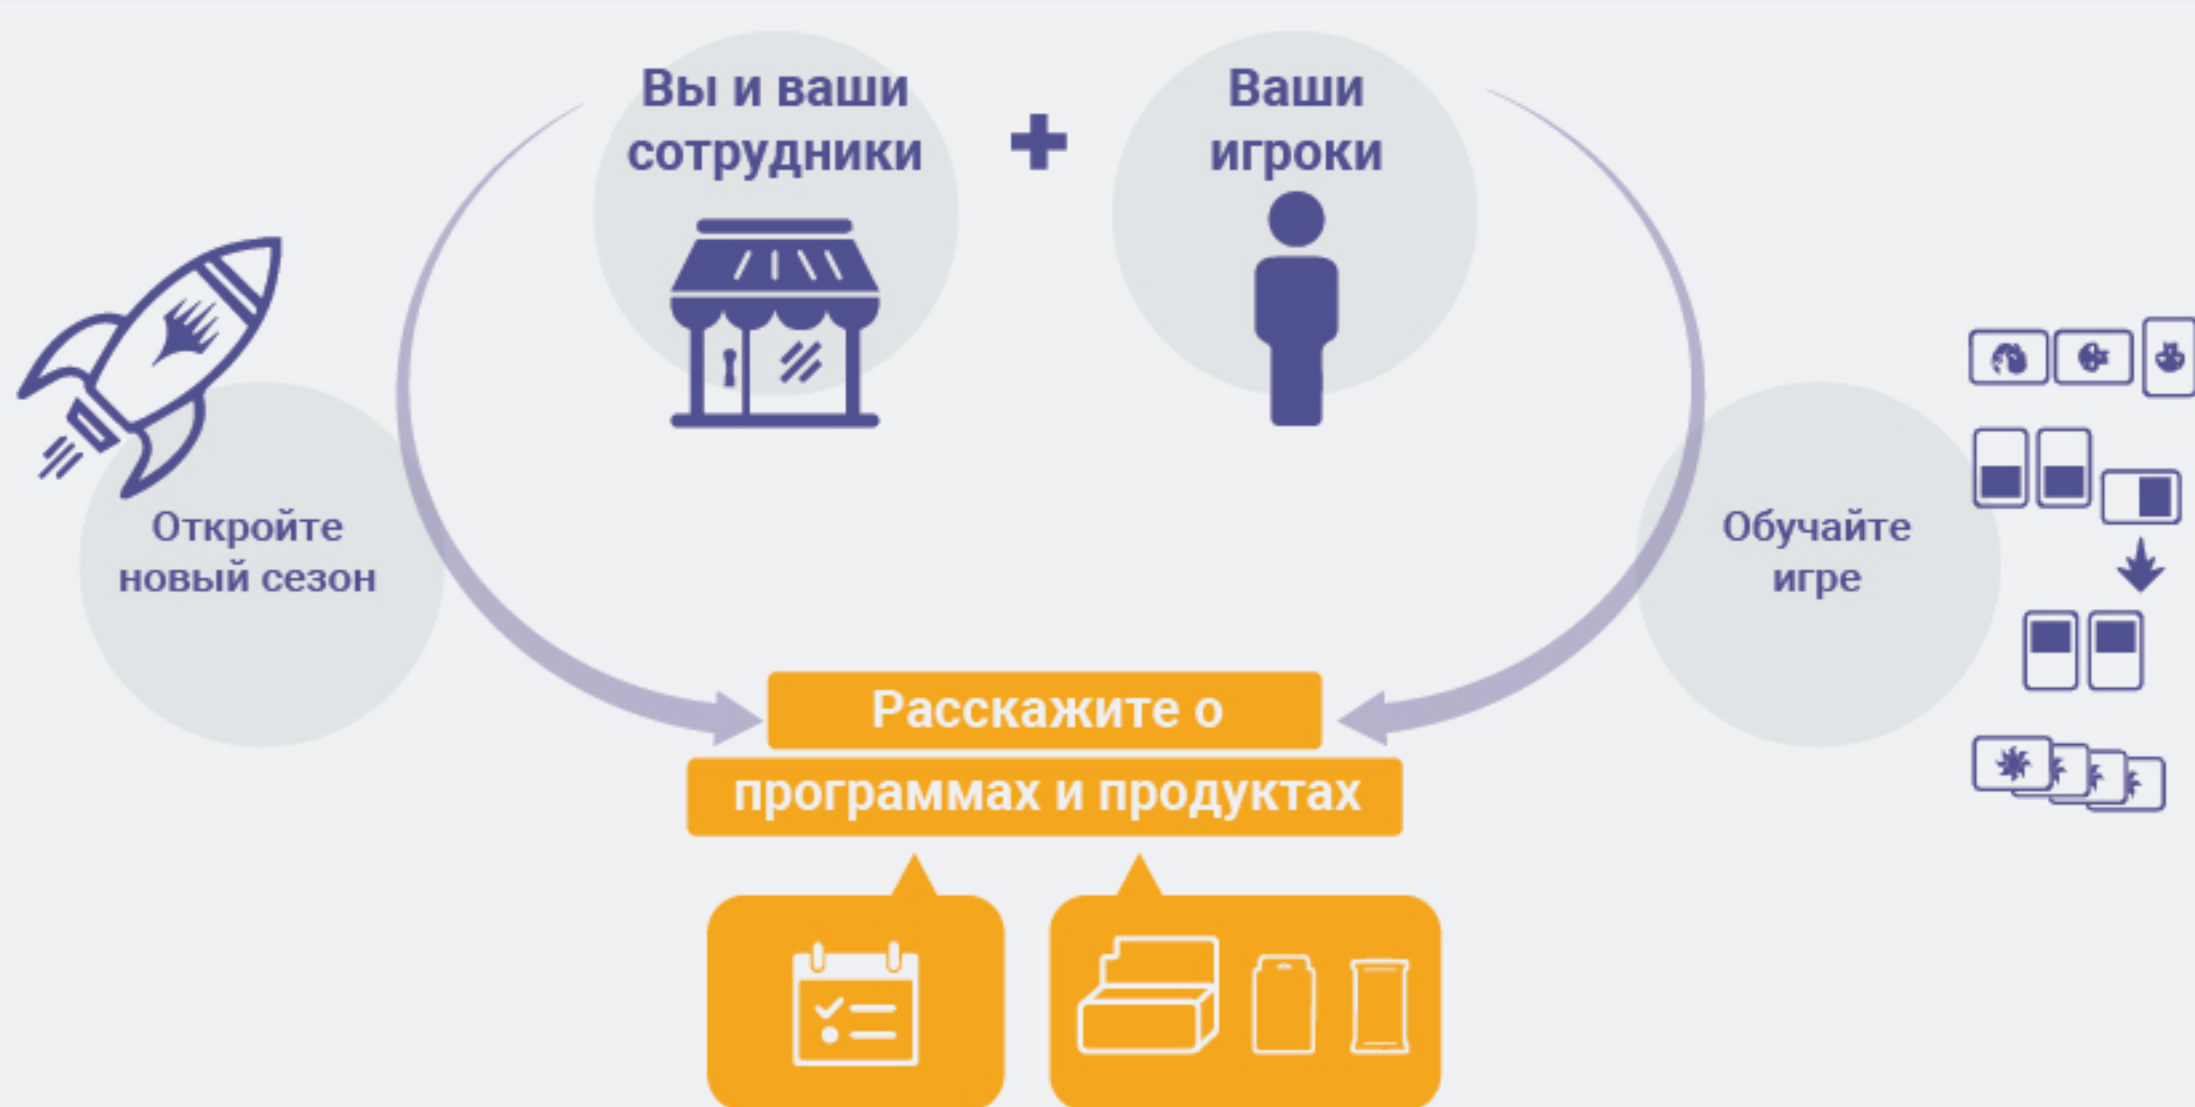 Вы и ваши
сотрудники
Ваши
игроки
Откройте
новый сезон
Обучайте
игре
Расскажите о
программах и продуктах